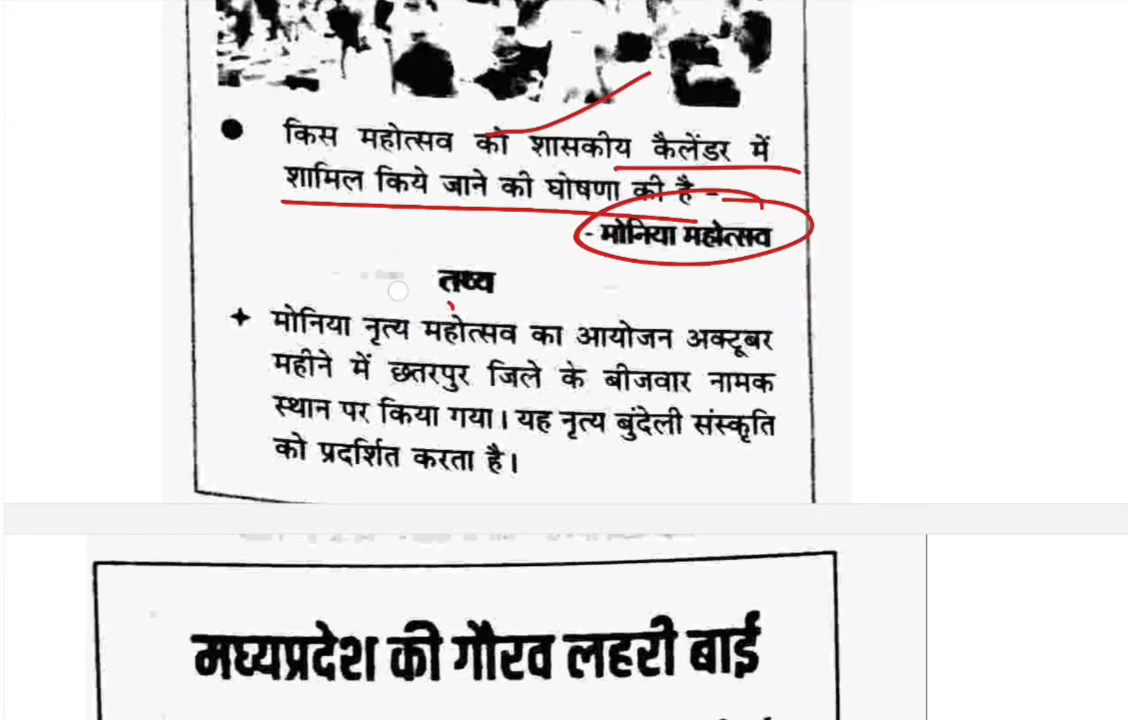 ● किस महोत्सव को शासकीय कैलेंडर में
शामिल किये जाने की घोषणा की है -
- मोनिया महोत्सव
तथ्य
+ मोनिया नृत्य महोत्सव का आयोजन अक्टूबर
महीने में छतरपुर जिले के बीजवार नामक
स्थान पर किया गया। यह नृत्य बुंदेली संस्कृति
को प्रदर्शित करता है।
मध्यप्रदेश की गौरव लहरी बाई